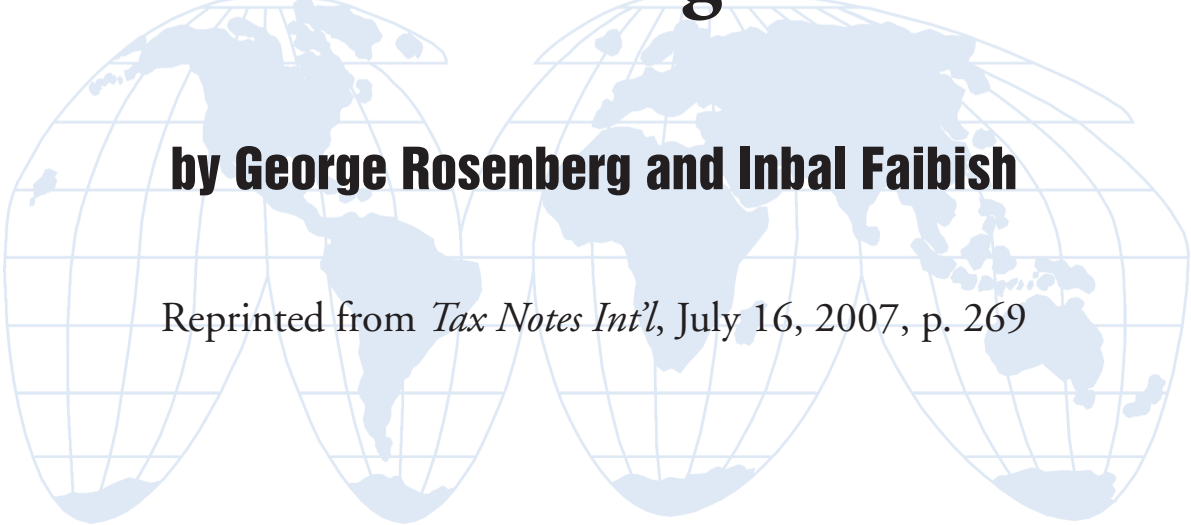 by George Rosenberg and Inbal Faibish
Reprinted from Tax Notes Int'l, July 16, 2007, p. 269